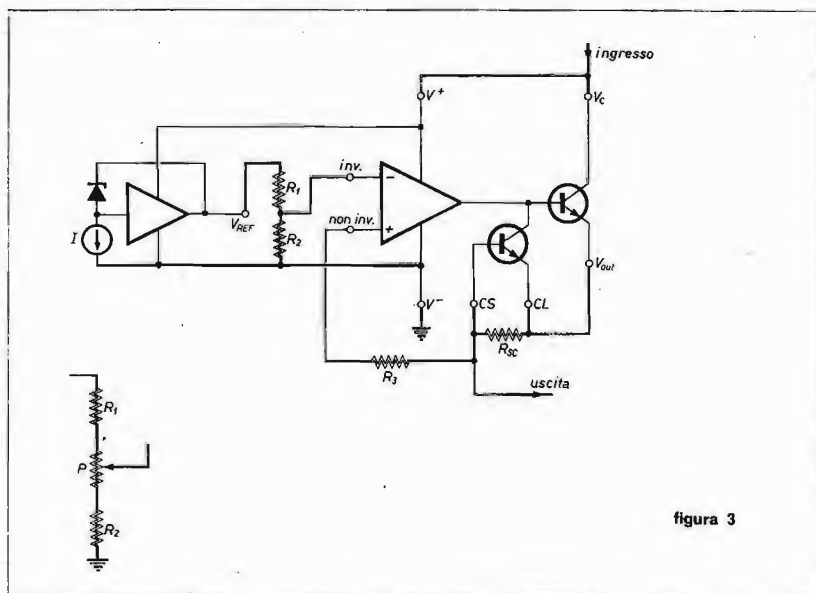 ingresso
V+
Vc
inv.
−
R1
I
VREF
non inv.
+
R2
Vout
V−
CS
CL
RSC
R3
uscita
R1
P
R2
figura 3